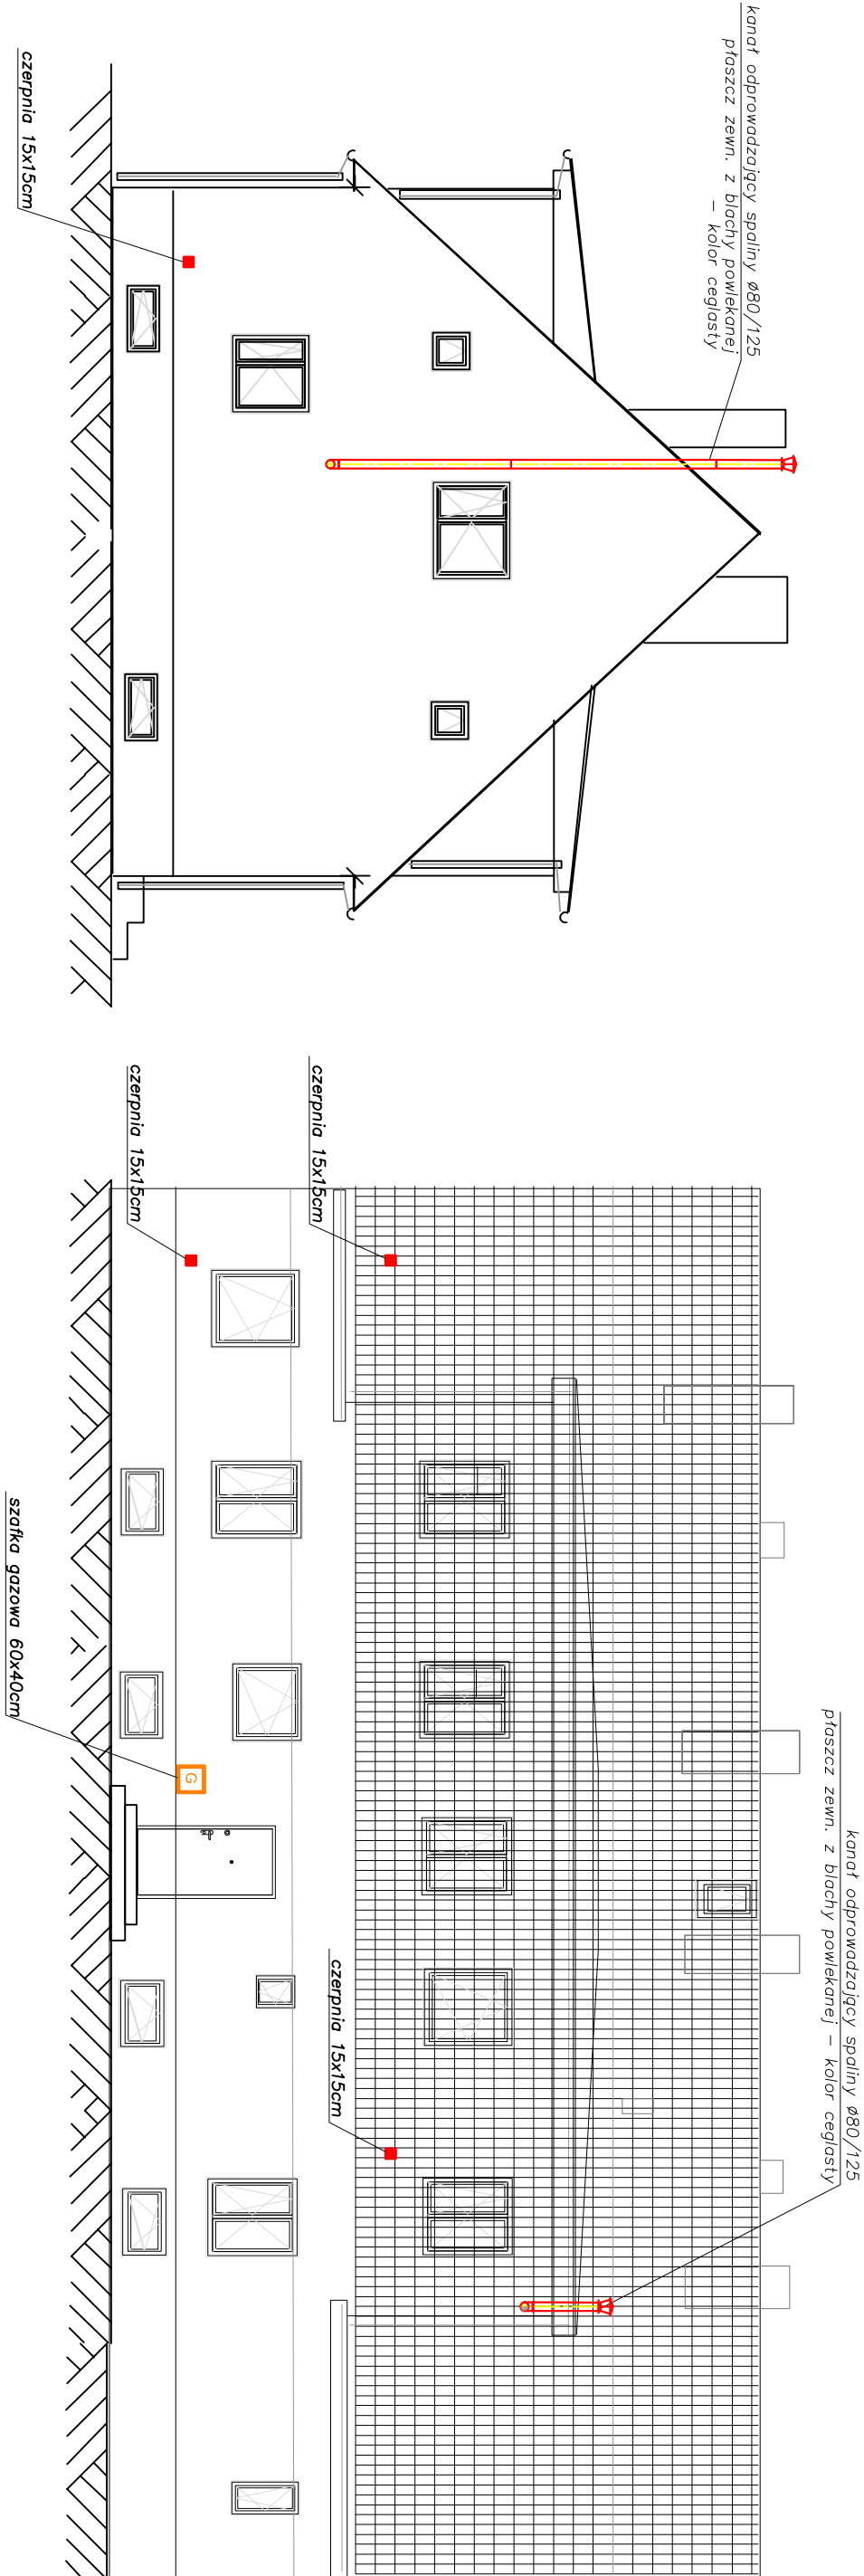 kanał odprowadzający spaliny ø80/125
płaszcz zewn. z blachy powlekanej
– kolor ceglasty
czerpnia 15x15cm
kanał odprowadzający spaliny ø80/125
płaszcz zewn. z blachy powlekanej – kolor ceglasty
czerpnia 15x15cm
czerpnia 15x15cm
czerpnia 15x15cm
G
szafka gazowa 60x40cm